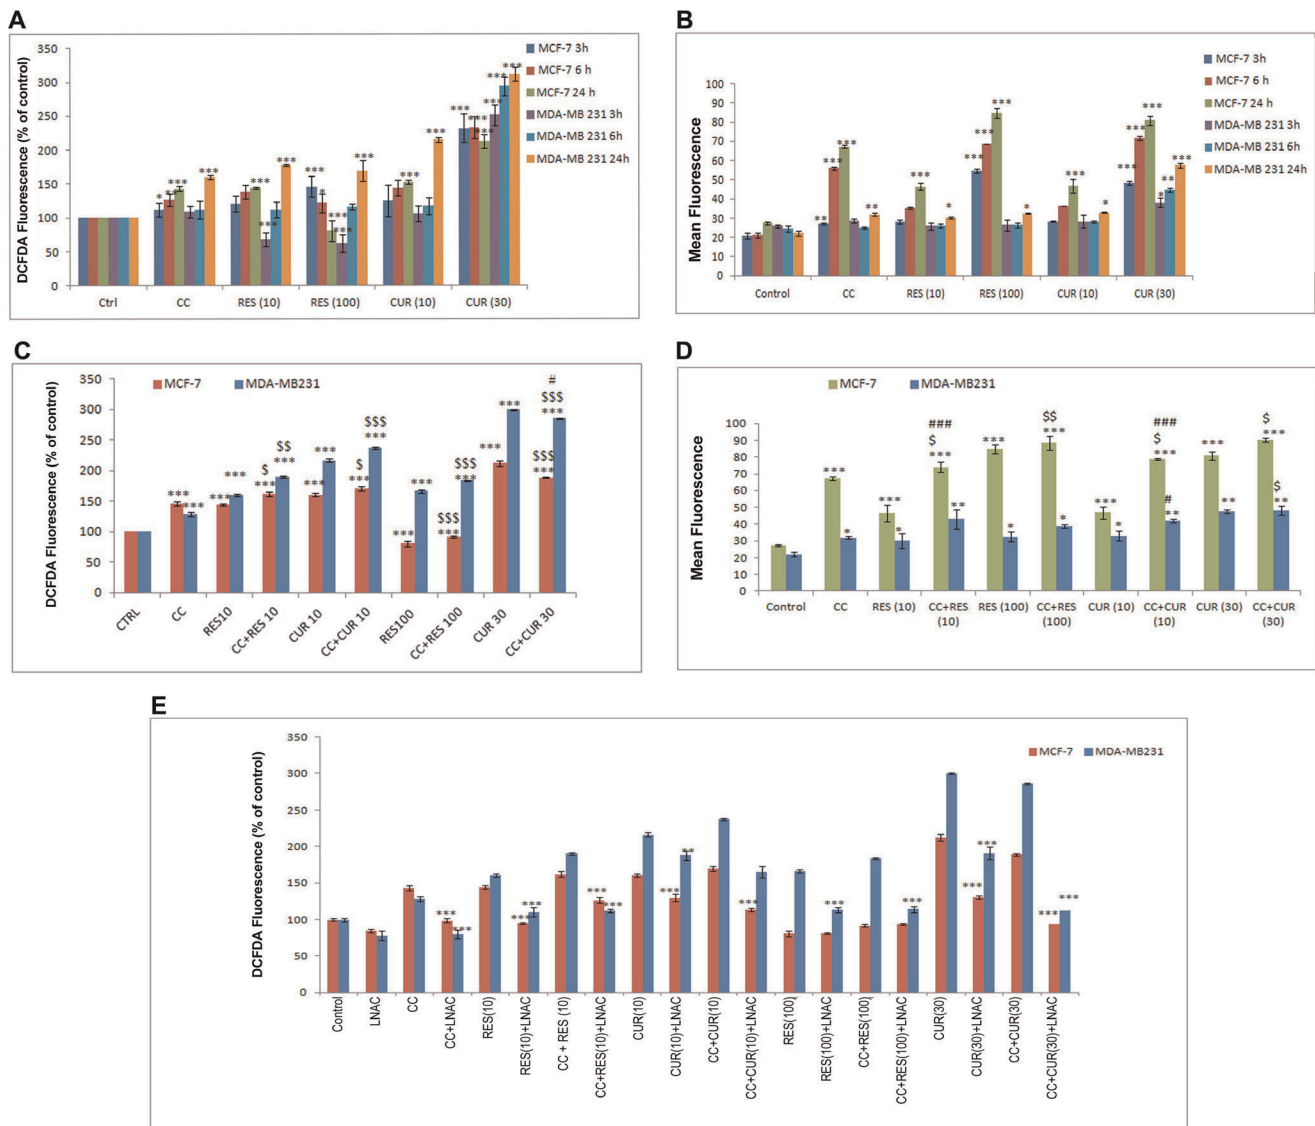 A
DCFDA Fluorescence (% of control)
350
300
250
200
150
100
50
0
Ctrl CC RES (10) RES (100) CUR (10) CUR (30)
MCF-7 3h
MCF-7 6 h
MCF-7 24 h
MDA-MB 231 3h
MDA-MB 231 6h
MDA-MB 231 24h
B
Mean Fluorescence
100
90
80
70
60
50
40
30
20
10
0
Control CC RES (10) RES (100) CUR (10) CUR (30)
MCF-7 3h
MCF-7 6 h
MCF-7 24 h
MDA-MB 231 3h
MDA-MB 231 6h
MDA-MB 231 24h
C
DCFDA Fluorescence (% of control)
MCF-7 MDA-MB231
350
300
250
200
150
100
50
0
CTRL CC RES10 CC+RES 10 CUR 10 CC+CUR 10 RES100 CC+RES 100 CUR 30 CC+CUR 30
D
Mean Fluorescence
MCF-7 MDA-MB231
100
90
80
70
60
50
40
30
20
10
0
Control CC RES (10) CC+RES (10) RES (100) CC+RES (100) CUR (10) CC+CUR (10) CUR (30) CC+CUR (30)
E
DCFDA Fluorescence (% of control)
MCF-7 MDA-MB231
350
300
250
200
150
100
50
0
Control
LNAC
CC
CC+LNAC
RES(10)
RES(10)+LNAC
CC + RES (10)
CC+RES(10)+LNAC
CUR(10)
CUR(10)+LNAC
CC+CUR(10)
CC+CUR(10)+LNAC
RES(100)
RES(100)+LNAC
CC+RES(100)
CC+RES(100)+LNAC
CUR(30)
CUR(30)+LNAC
CC+CUR(30)
CC+CUR(30)+LNAC